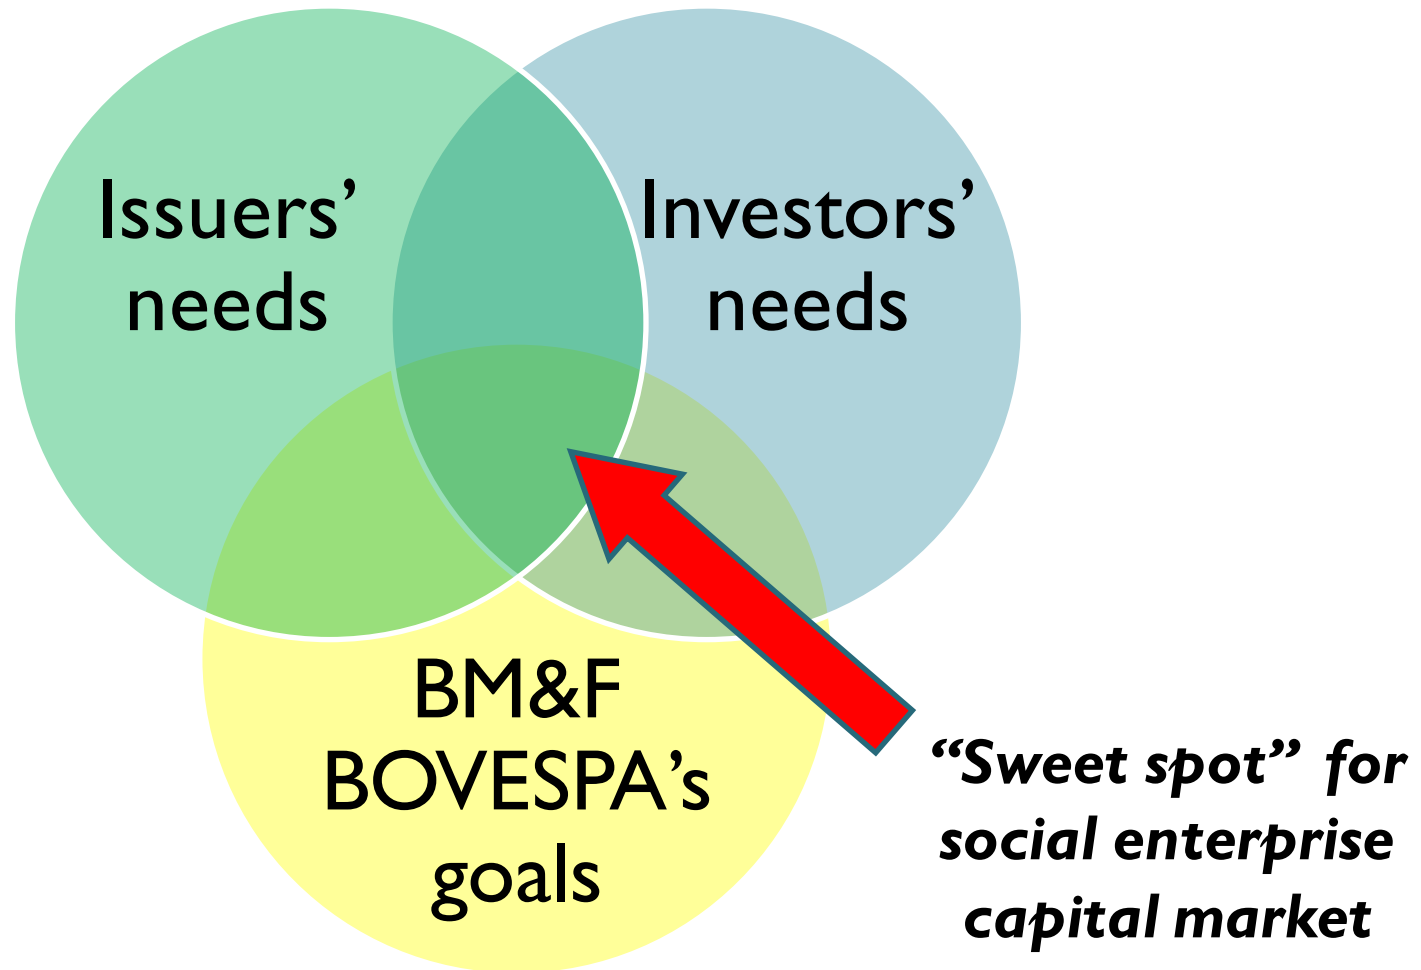 Issuers’
needs
Investors’
needs
BM&F
BOVESPA’s
goals
“Sweet spot” for
social enterprise
capital market